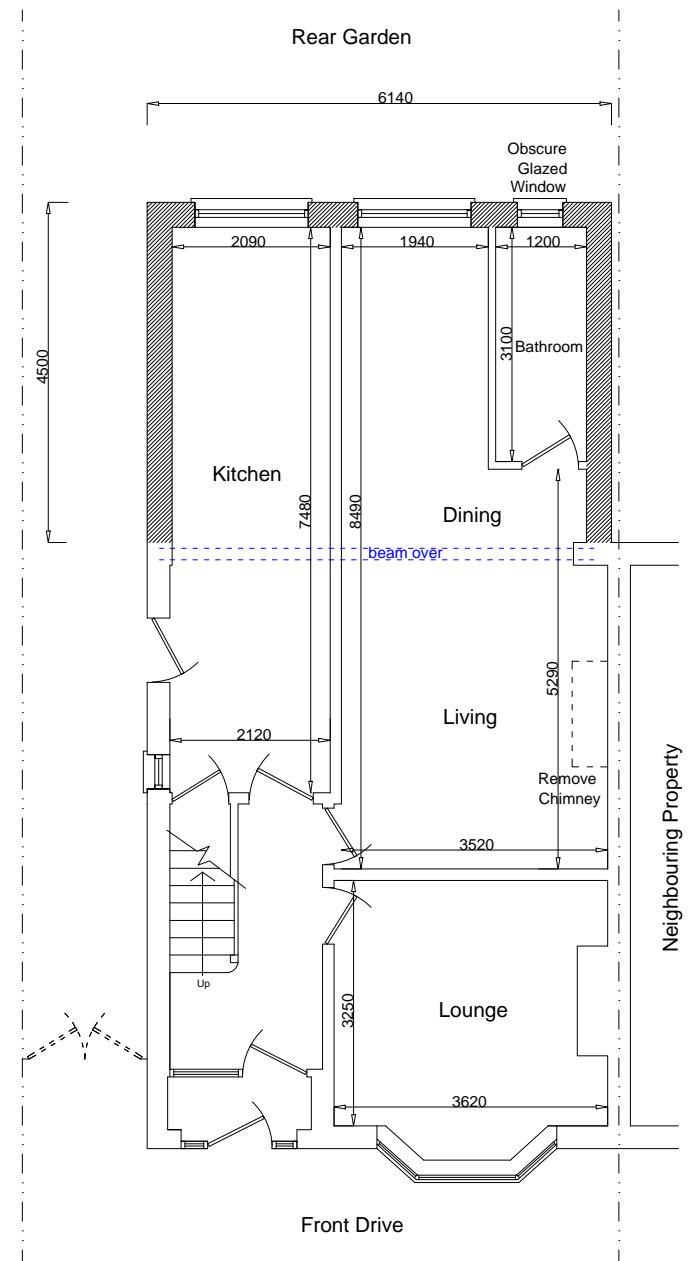 Rear Garden
6140
Obscure
Glazed
Window
2090
1940
1200
4500
3100
Bathroom
Kitchen
7480
8490
Dining
beam over
5290
Living
2120
Remove
Chimney
3520
Neighbouring Property
Up
3250
Lounge
3620
Front Drive